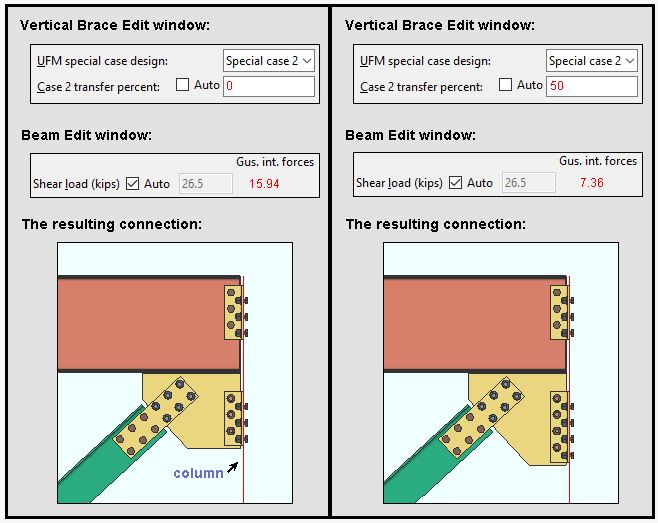 Vertical Brace Edit window:
UFM special case design: Special case 2
Case 2 transfer percent: Auto 0
Beam Edit window:
Gus. int. forces
Shear load (kips) Auto 26.5 15.94
The resulting connection:
column
Vertical Brace Edit window:
UFM special case design: Special case 2
Case 2 transfer percent: Auto 50
Beam Edit window:
Gus. int. forces
Shear load (kips) Auto 26.5 7.36
The resulting connection: